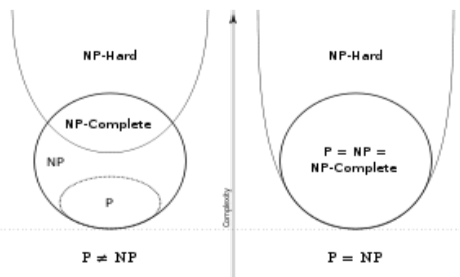 NP-Hard
NP-Complete
NP
P
P ≠ NP
Complexity
NP-Hard
P = NP =
NP-Complete
P = NP